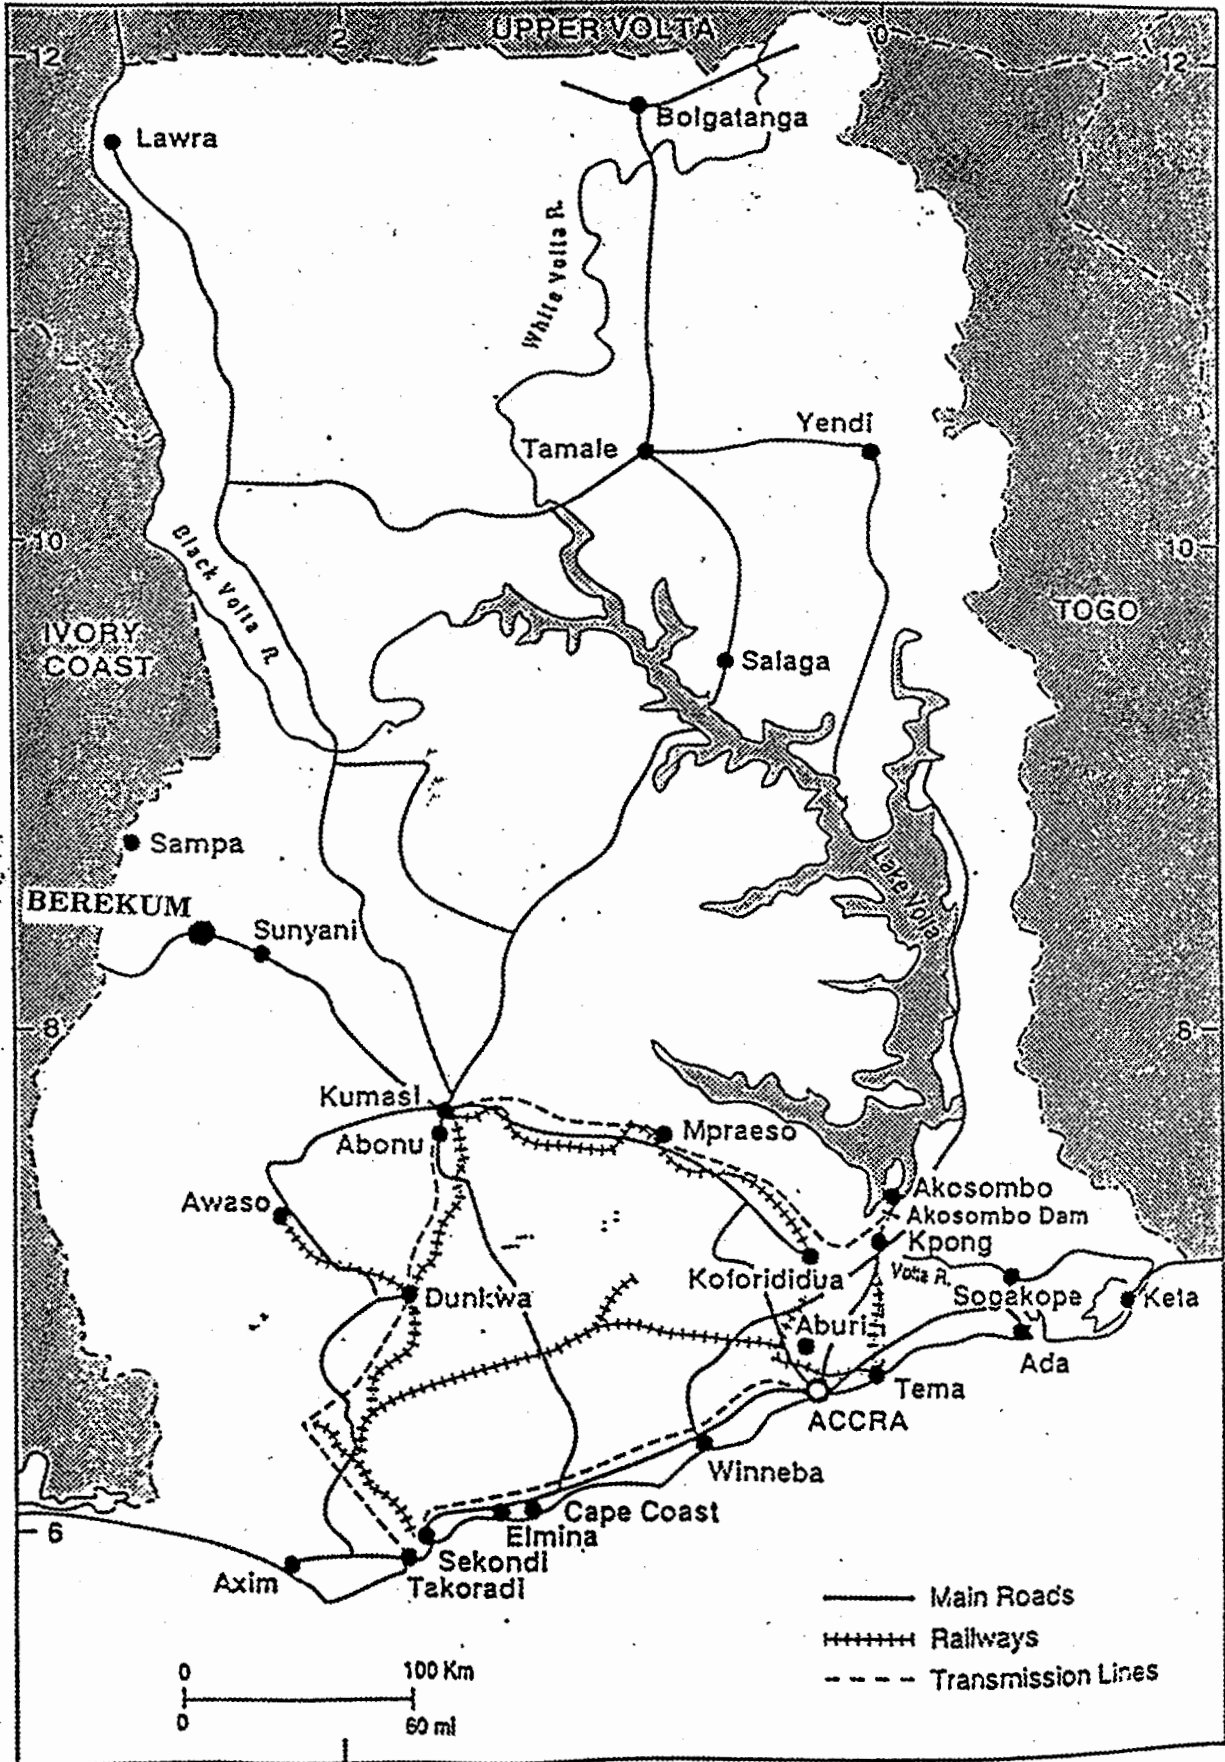 UPPER VOLTA
2
0
12
12
Lawra
Bolgatanga
White Volta R.
Yendi
Tamale
10
10
Black Volta R.
IVORY
COAST
TOGO
Salaga
Sampa
Lake Volta
BEREKUM
Sunyani
8
8
Kumasi
Abonu
Mpraeso
Awaso
Akosombo
Akosombo Dam
Kpong
Koforididua
Volta R.
Dunkwa
Sogakope
Keta
Aburi
Ada
Tema
ACCRA
Winneba
6
Cape Coast
Elmina
Sekondi
Axim
Takoradi
Main Roads
Railways
Transmission Lines
0
100 Km
0
60 mi